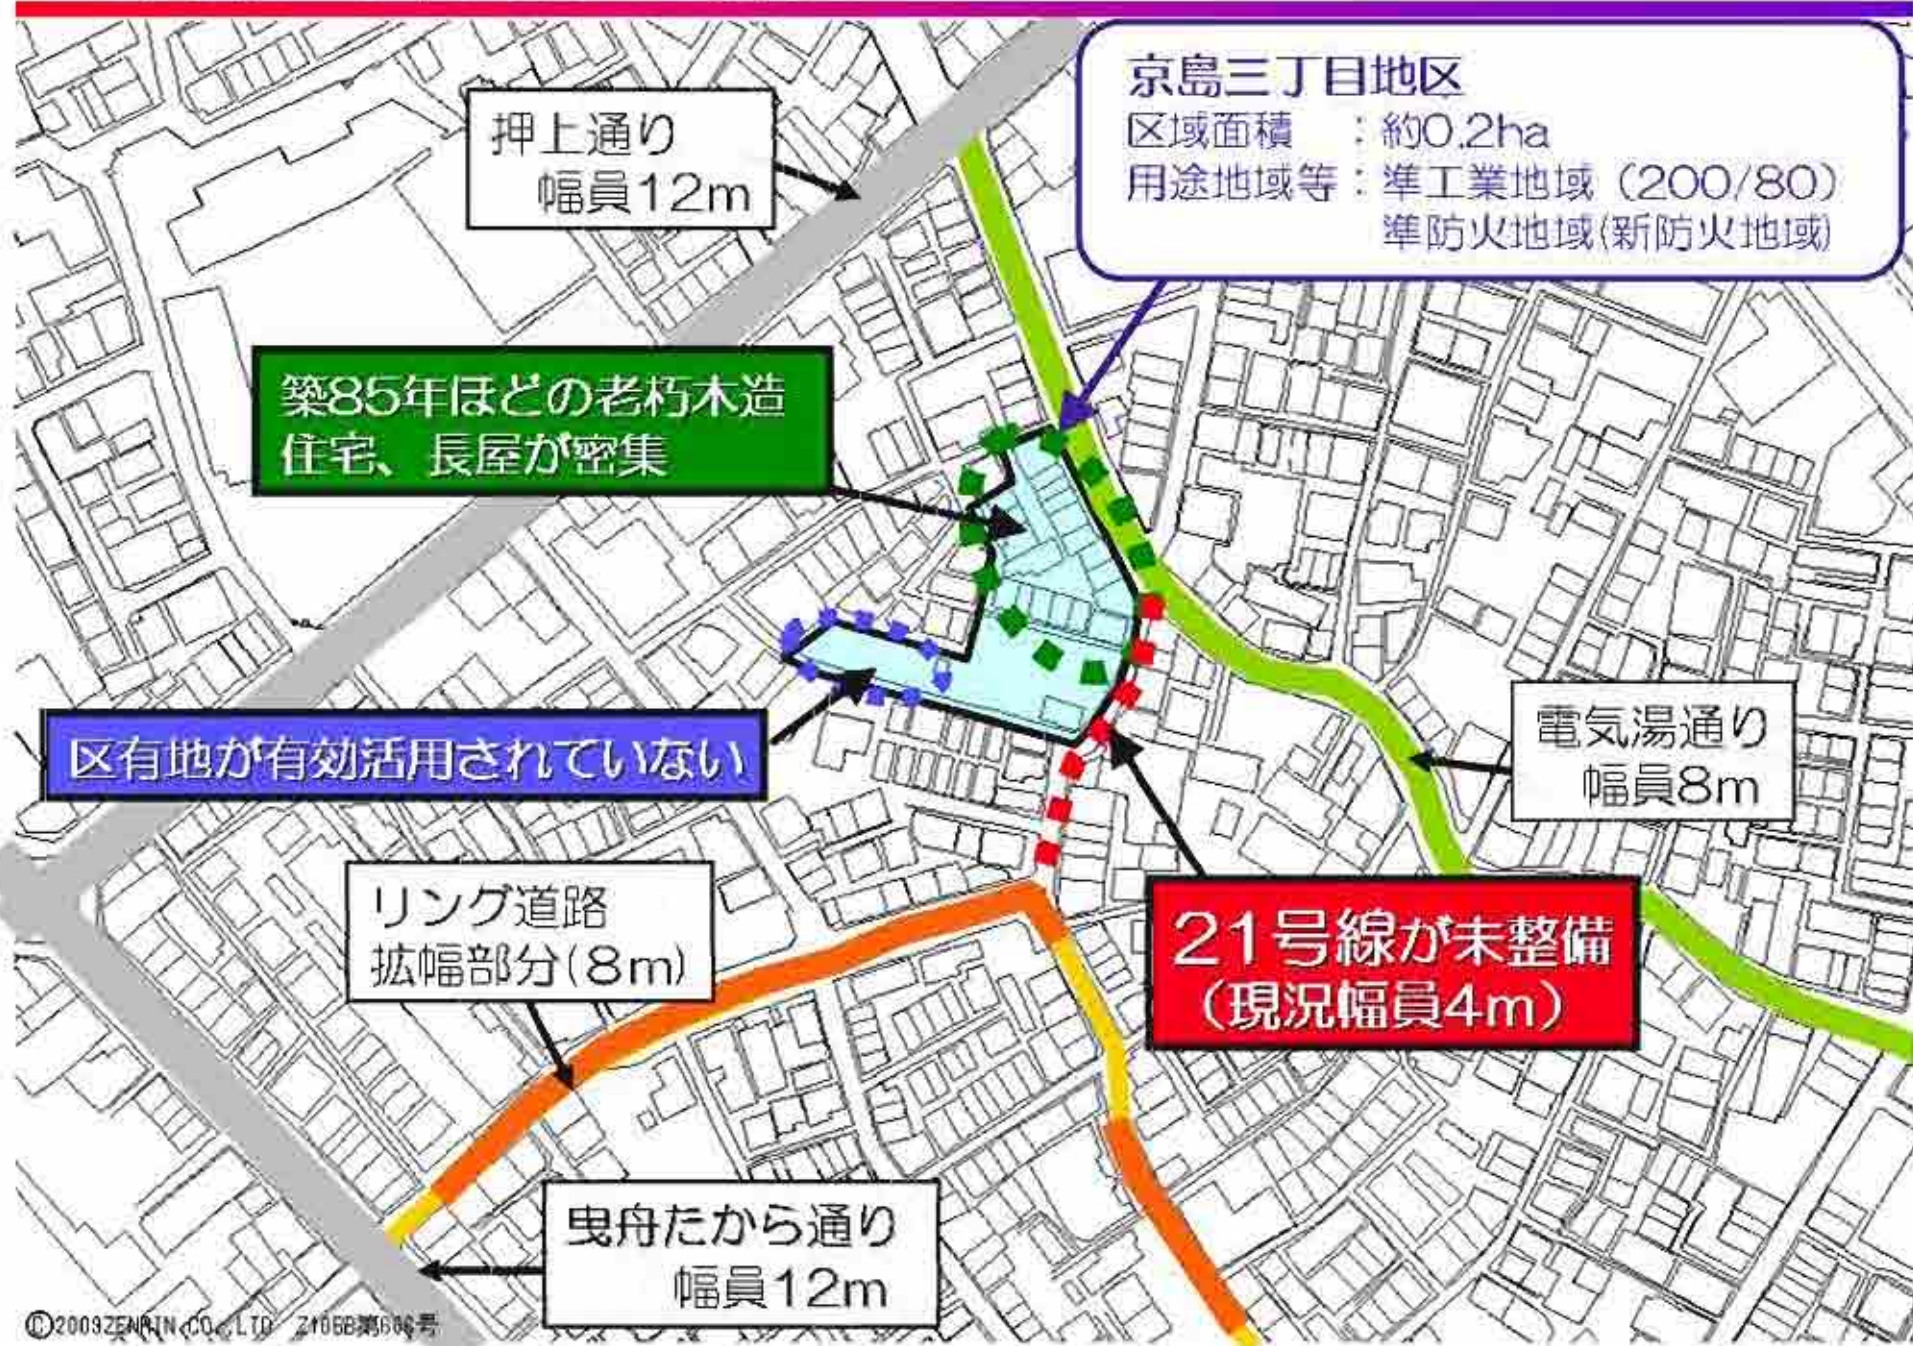 京島三丁目地区
区域面積 ：約0.2ha
用途地域等：準工業地域（200/80）
準防火地域(新防火地域)
押上通り
幅員12m
築85年ほどの老朽木造
住宅、長屋が密集
区有地が有効活用されていない
電気湯通り
幅員8m
リング道路
拡幅部分(8m)
21号線が未整備
（現況幅員4m）
曳舟たから通り
幅員12m
©2003ZENRIN CO.,LTD